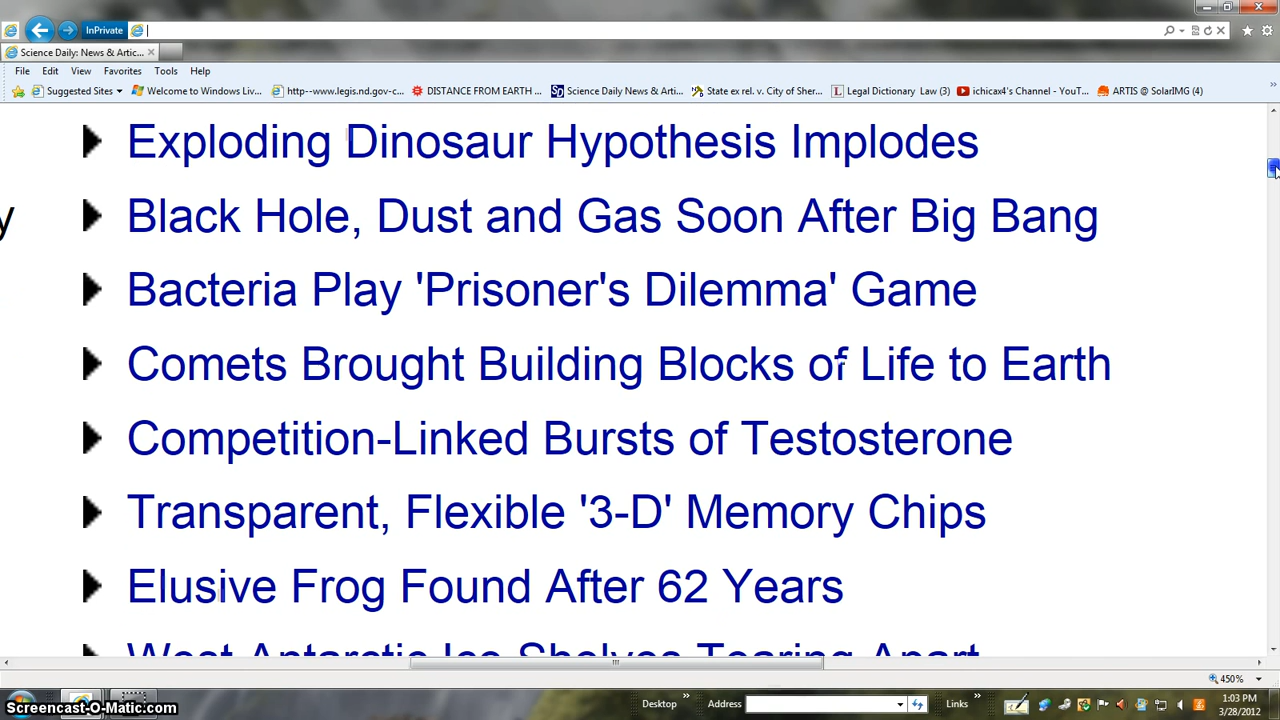 InPrivate
Science Daily: News & Artic...
File Edit View Favorites Tools Help
Suggested Sites Welcome to Windows Liv... http--www.legis.nd.gov-c... DISTANCE FROM EARTH ... Science Daily News & Arti... State ex rel. v. City of Sher... Legal Dictionary Law (3) ichicax4's Channel - YouT... ARTIS @ SolarIMG (4)
Exploding Dinosaur Hypothesis Implodes
y Black Hole, Dust and Gas Soon After Big Bang
Bacteria Play 'Prisoner's Dilemma' Game
Comets Brought Building Blocks of Life to Earth
Competition-Linked Bursts of Testosterone
Transparent, Flexible '3-D' Memory Chips
Elusive Frog Found After 62 Years
West Antarctic Ice Shelves Tearing Apart
450%
Desktop » Address Links »
1:03 PM
3/28/2012
Screencast-O-Matic.com